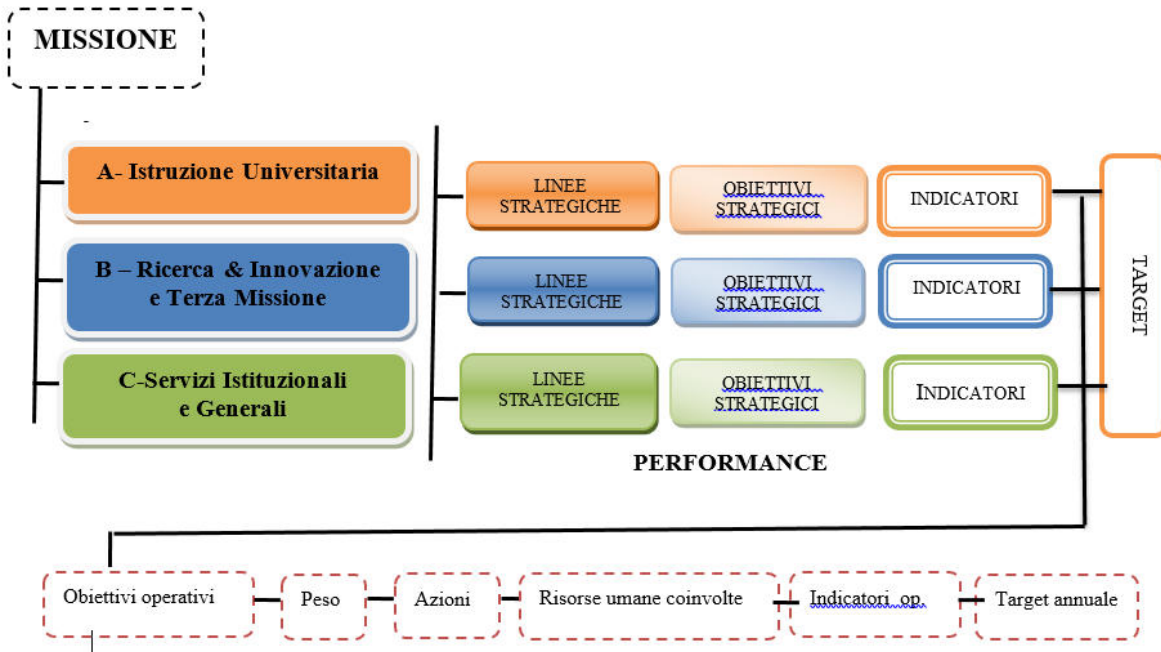 MISSIONE
-
A- Istruzione Universitaria
LINEE
STRATEGICHE
OBIETTIVI
STRATEGICI
INDICATORI
B – Ricerca & Innovazione
e Terza Missione
LINEE
STRATEGICHE
OBIETTIVI
STRATEGICI
INDICATORI
C-Servizi Istituzionali
e Generali
LINEE
STRATEGICHE
OBIETTIVI
STRATEGICI
INDICATORI
TARGET
PERFORMANCE
Obiettivi operativi
Peso
Azioni
Risorse umane coinvolte
Indicatori op.
Target annuale